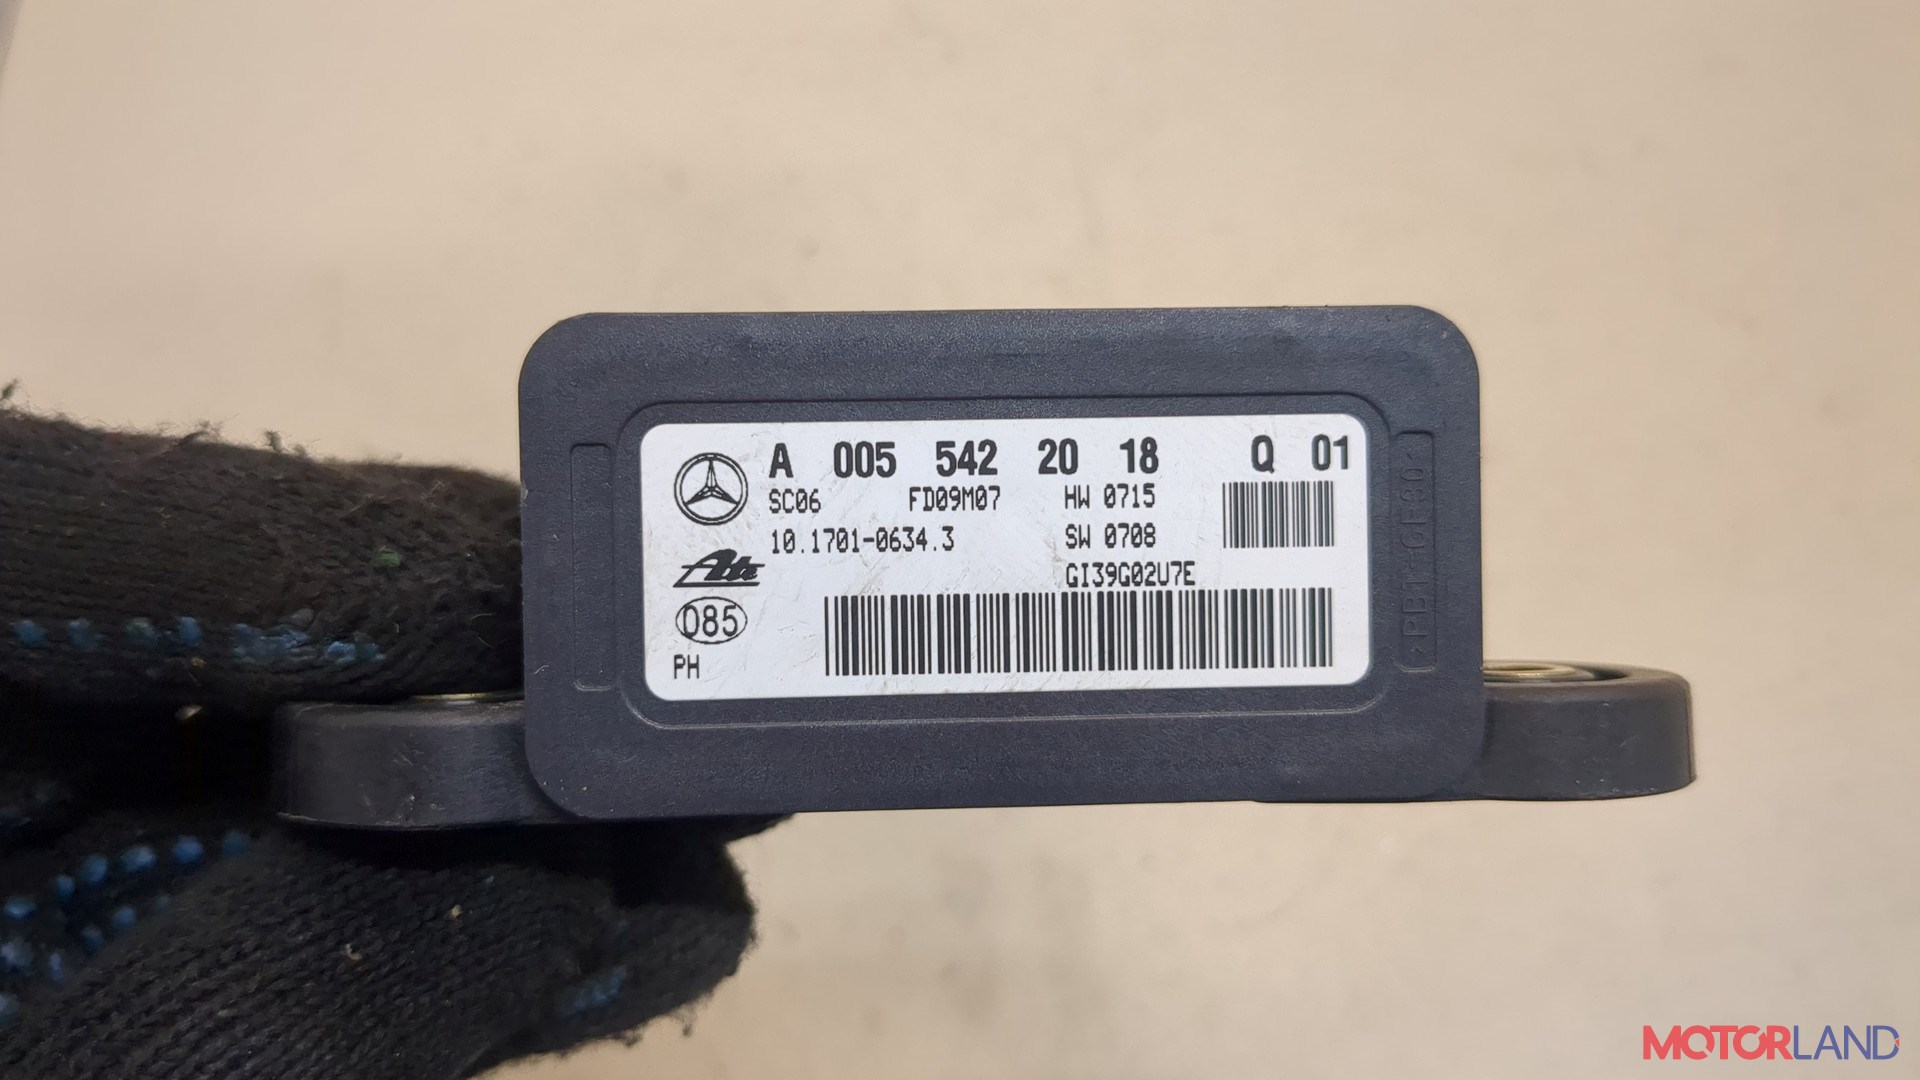 A 005 542 20 18 Q 01
SC06 FD09M07 HW 0715
10.1701-0634.3 SW 0708
GI39G02U7E
Ate
085
PH
>PBT-GF30<
MOTORLAND